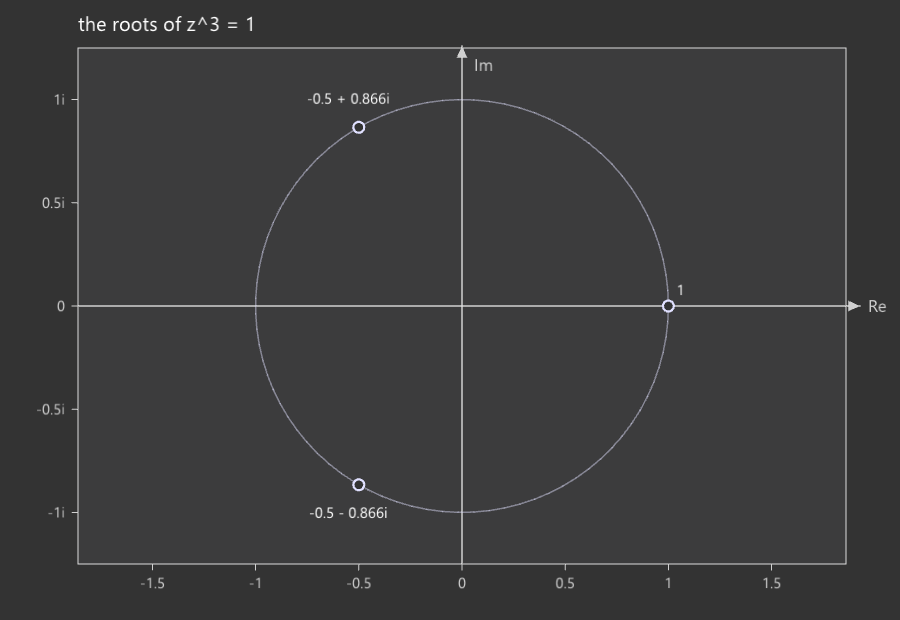 the roots of z^3 = 1
Im
1i
-0.5 + 0.866i
0.5i
1
0
Re
-0.5i
-1i
-0.5 - 0.866i
-1.5
-1
-0.5
0
0.5
1
1.5